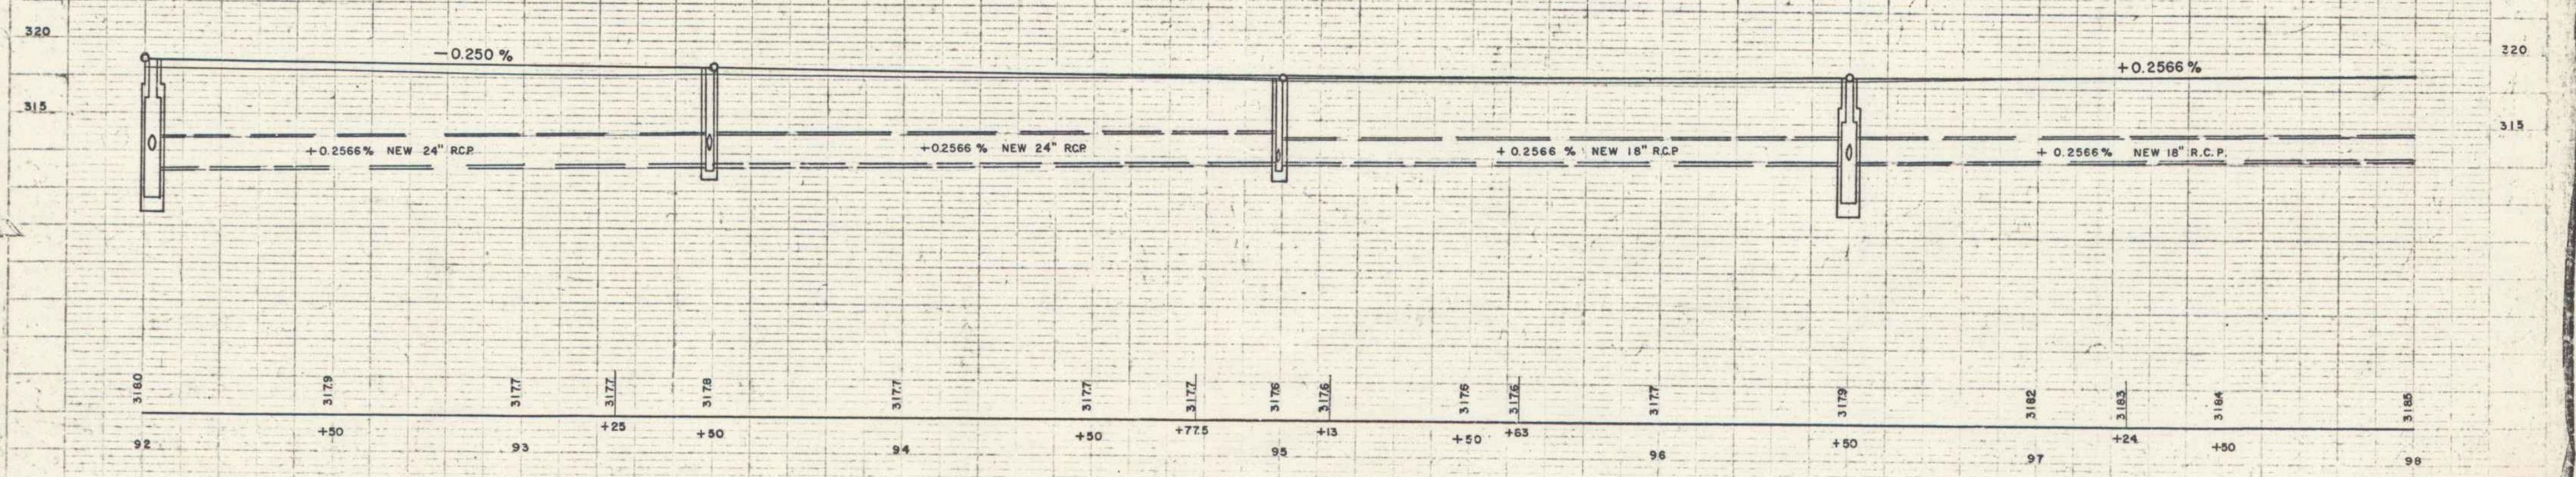 320
-0.250 %
+0.2566 %
220
315
315
+0.2566 % NEW 24" R.C.P.
+0.2566 % NEW 24" R.C.P.
+ 0.2566 % NEW 18" R.C.P.
+ 0.2566 % NEW 18" R.C.P.
318.0 317.9 317.7 317.7 317.8 317.7 317.7 317.7 317.6 317.6 317.6 317.6 317.7 317.9 318.2 318.3 318.4 318.5
92 +50 93 +25 +50 94 +50 +77.5 95 +13 +50 +63 96 +50 97 +24 +50 98